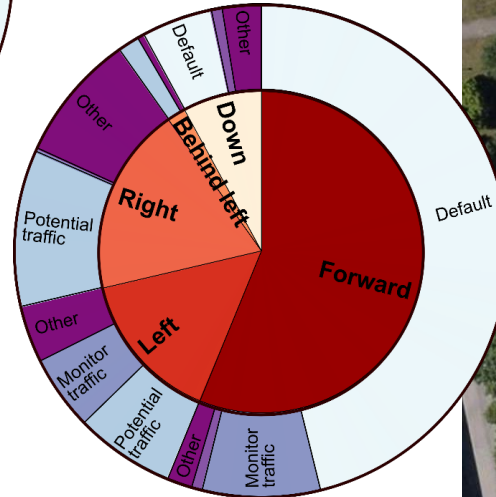 Other
Default
Other
Down
Behind left
Right
Default
Potential
traffic
Forward
Other
Left
Monitor
traffic
Potential
traffic
Other
Monitor
traffic